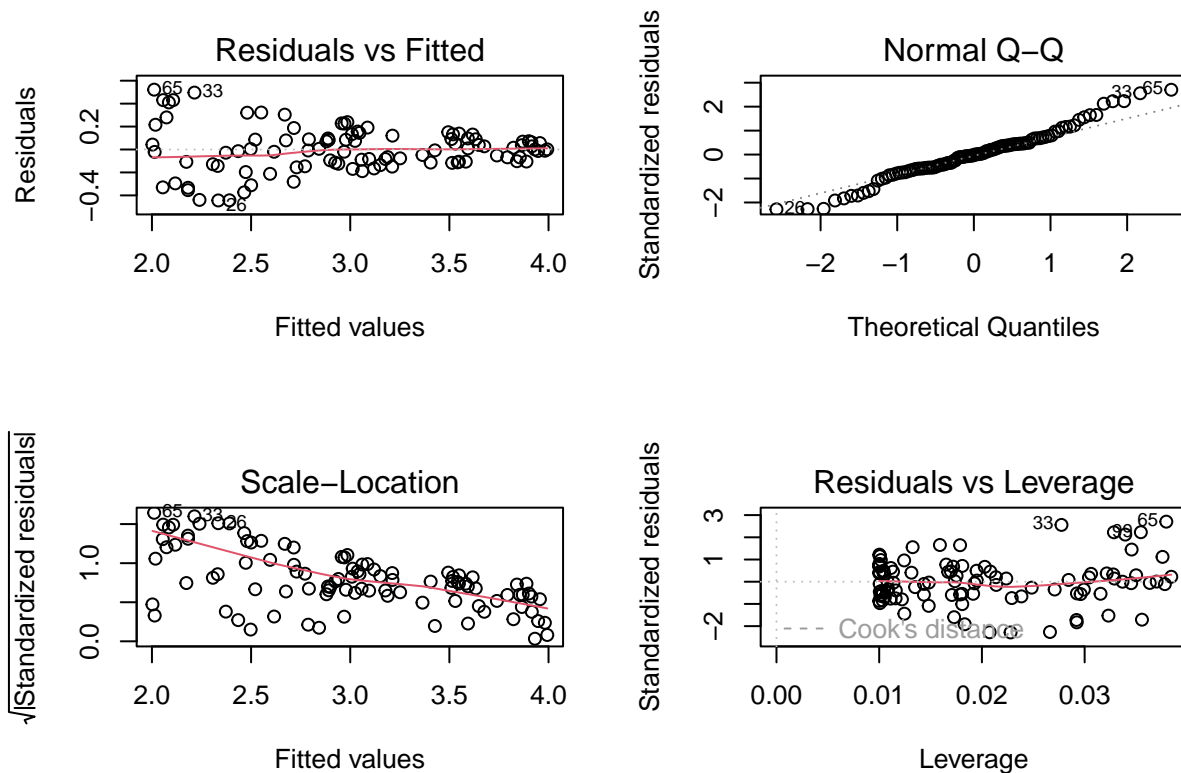 Residuals vs Fitted
Residuals
−0.4
0.2
65
33
26
2.0 2.5 3.0 3.5 4.0
Fitted values
Normal Q−Q
Standardized residuals
−2 0 2
33
65
26
−2 −1 0 1 2
Theoretical Quantiles
Scale−Location
√|Standardized residuals|
0.0 1.0
65
33
26
2.0 2.5 3.0 3.5 4.0
Fitted values
Residuals vs Leverage
Standardized residuals
−2 1 3
33
65
99
Cook's distance
0.00 0.01 0.02 0.03
Leverage